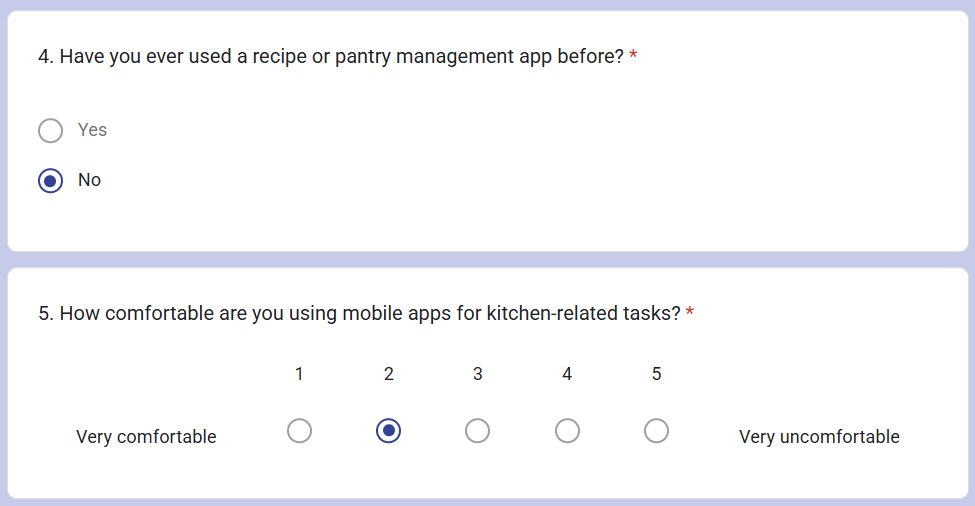 4. Have you ever used a recipe or pantry management app before? *
Yes
No
5. How comfortable are you using mobile apps for kitchen-related tasks? *
1 2 3 4 5
Very comfortable Very uncomfortable